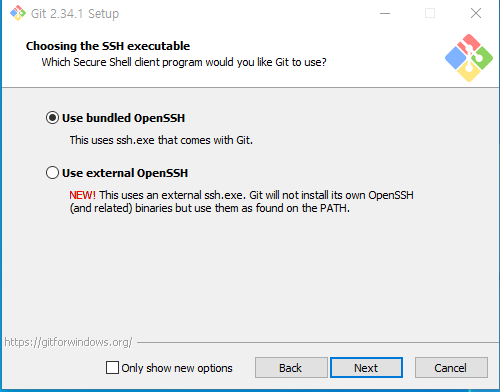 Git 2.34.1 Setup
Choosing the SSH executable
Which Secure Shell client program would you like Git to use?
Use bundled OpenSSH
This uses ssh.exe that comes with Git.
Use external OpenSSH
NEW! This uses an external ssh.exe. Git will not install its own OpenSSH
(and related) binaries but use them as found on the PATH.
https://gitforwindows.org/
Only show new options
Back
Next
Cancel